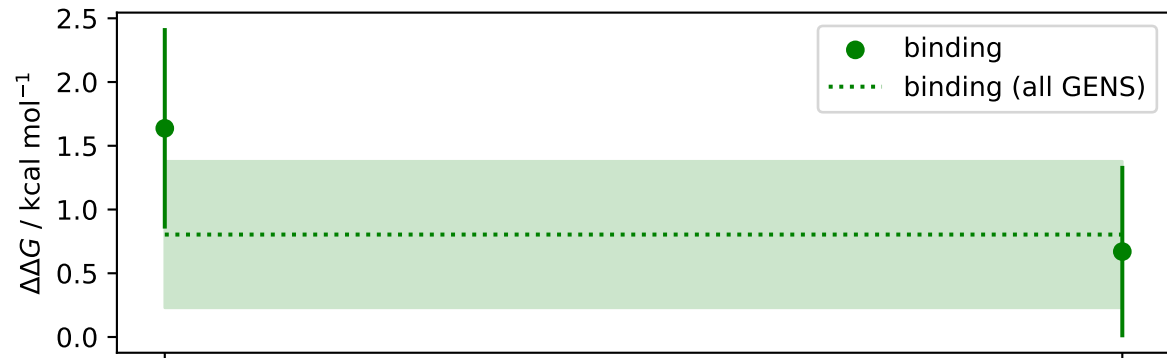 2.5
2.0
1.5
1.0
0.5
0.0
ΔΔG / kcal mol⁻¹
binding
binding (all GENS)